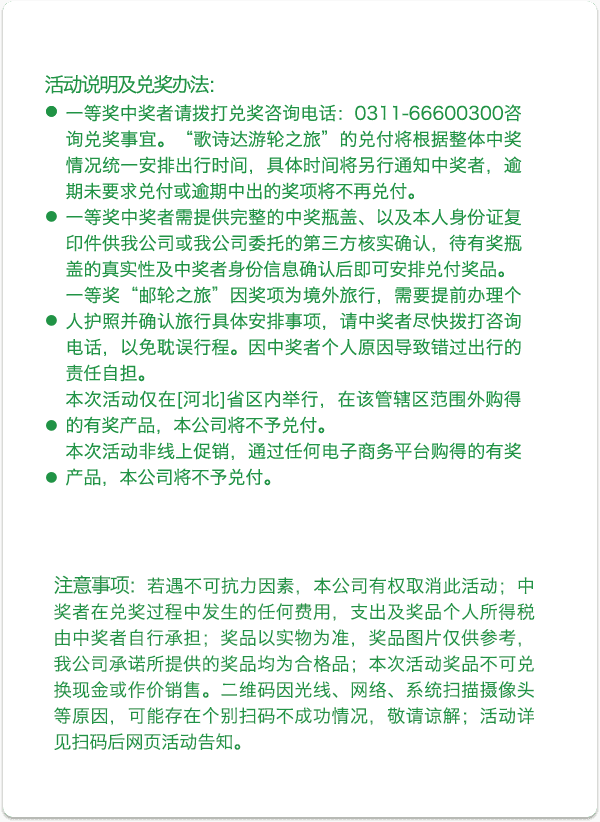 活动说明及兑奖办法：
● 一等奖中奖者请拨打兑奖咨询电话：0311-66600300咨
询兑奖事宜。“歌诗达游轮之旅”的兑付将根据整体中奖
情况统一安排出行时间，具体时间将另行通知中奖者，逾
期未要求兑付或逾期中出的奖项将不再兑付。
● 一等奖中奖者需提供完整的中奖瓶盖、以及本人身份证复
印件供我公司或我公司委托的第三方核实确认，待有奖瓶
盖的真实性及中奖者身份信息确认后即可安排兑付奖品。
一等奖“邮轮之旅”因奖项为境外旅行，需要提前办理个
● 人护照并确认旅行具体安排事项，请中奖者尽快拨打咨询
电话，以免耽误行程。因中奖者个人原因导致错过出行的
责任自担。
本次活动仅在[河北]省区内举行，在该管辖区范围外购得
● 的有奖产品，本公司将不予兑付。
本次活动非线上促销，通过任何电子商务平台购得的有奖
● 产品，本公司将不予兑付。
注意事项：若遇不可抗力因素，本公司有权取消此活动；中
奖者在兑奖过程中发生的任何费用，支出及奖品个人所得税
由中奖者自行承担；奖品以实物为准，奖品图片仅供参考，
我公司承诺所提供的奖品均为合格品；本次活动奖品不可兑
换现金或作价销售。二维码因光线、网络、系统扫描摄像头
等原因，可能存在个别扫码不成功情况，敬请谅解；活动详
见扫码后网页活动告知。